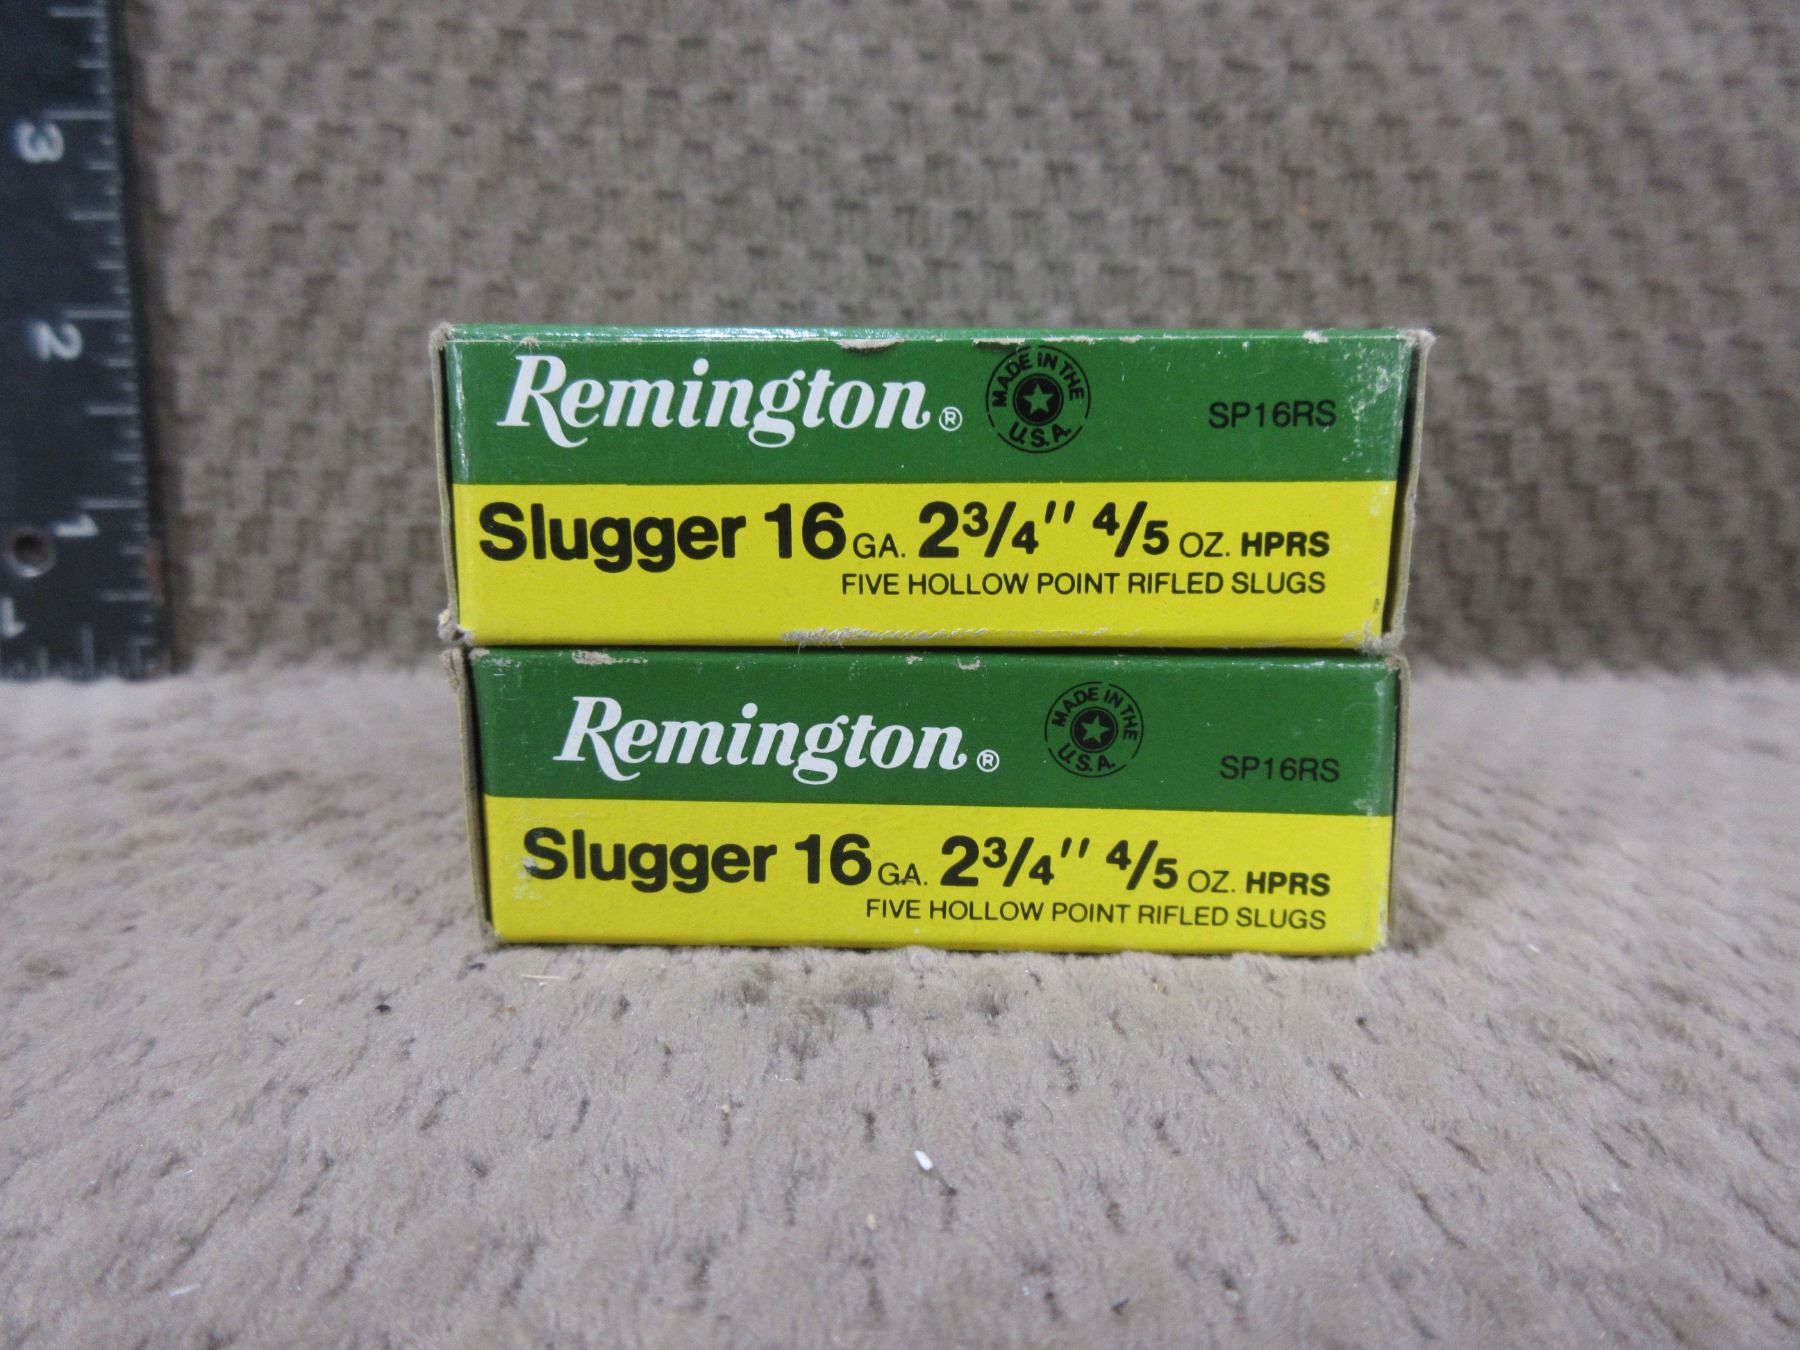 3
2
1
1
Remington®
MADE IN THE U.S.A.
SP16RS
Slugger 16 GA. 2 3/4" 4/5 OZ. HPRS
FIVE HOLLOW POINT RIFLED SLUGS
Remington®
MADE IN THE U.S.A.
SP16RS
Slugger 16 GA. 2 3/4" 4/5 OZ. HPRS
FIVE HOLLOW POINT RIFLED SLUGS